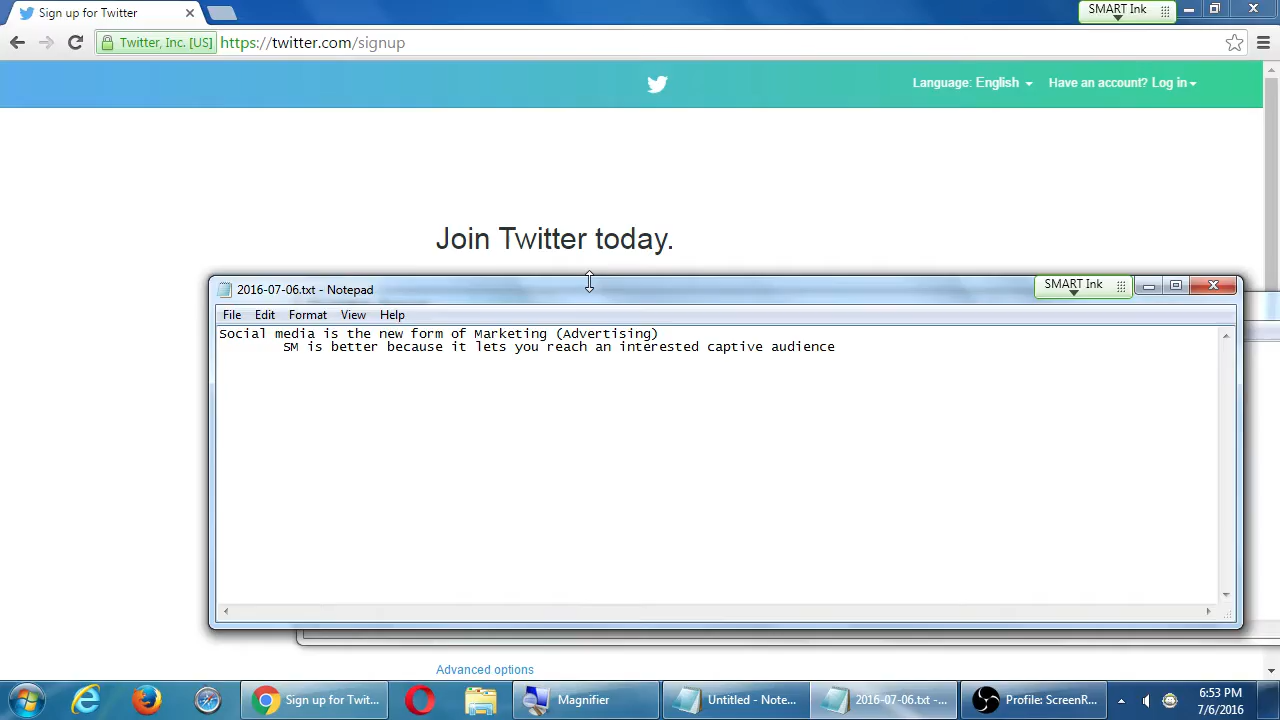 Sign up for Twitter
SMART Ink
Twitter, Inc. [US]
https://twitter.com/signup
Language: English
Have an account? Log in
Join Twitter today.
2016-07-06.txt - Notepad
SMART Ink
File Edit Format View Help
Social media is the new form of Marketing (Advertising)
SM is better because it lets you reach an interested captive audience
Advanced options
Sign up for Twit...
Magnifier
Untitled - Note...
2016-07-06.txt -...
Profile: ScreenR...
6:53 PM
7/6/2016